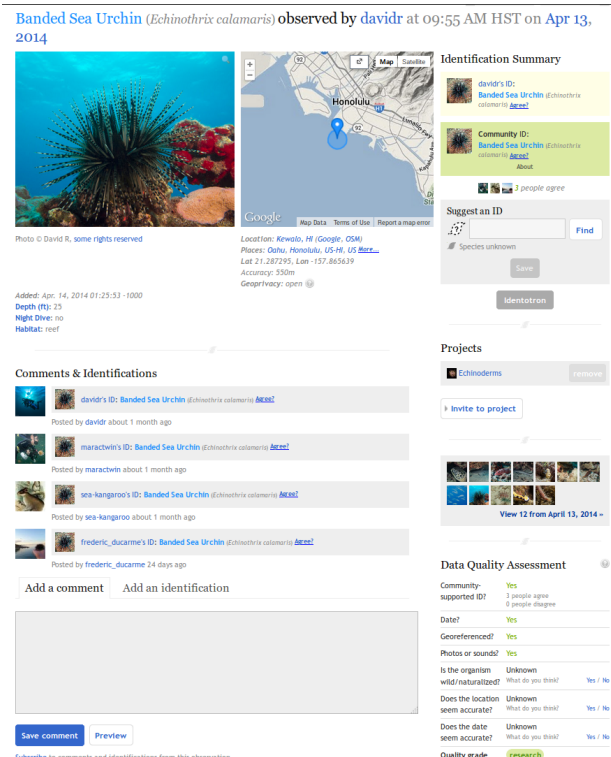 Banded Sea Urchin (Echinothrix calamaris) observed by davidr at 09:55 AM HST on Apr 13,
2014
Map Satellite
Honolulu
92
92
Google
Map Data Terms of Use Report a map error
Photo © David R, some rights reserved
Location: Kewalo, HI (Google, OSM)
Places: Oahu, Honolulu, US-HI, US More...
Lat 21.287295, Lon -157.865639
Accuracy: 550m
Geoprivacy: open
Added: Apr. 14, 2014 01:25:53 -1000
Depth (ft): 25
Night Dive: no
Habitat: reef
Comments & Identifications
davidr's ID: Banded Sea Urchin (Echinothrix calamaris) Agree?
Posted by davidr about 1 month ago
maractwin's ID: Banded Sea Urchin (Echinothrix calamaris) Agree?
Posted by maractwin about 1 month ago
sea-kangaroo's ID: Banded Sea Urchin (Echinothrix calamaris) Agree?
Posted by sea-kangaroo about 1 month ago
frederic_ducarme's ID: Banded Sea Urchin (Echinothrix calamaris) Agree?
Posted by frederic_ducarme 24 days ago
Add a comment Add an identification
Save comment Preview
Subscribe to comments and identifications from this observation
Identification Summary
davidr's ID:
Banded Sea Urchin (Echinothrix
calamaris) Agree?
Community ID:
Banded Sea Urchin (Echinothrix
calamaris) Agree?
About
3 people agree
Suggest an ID
Find
Species unknown
Save
Identotron
Projects
Echinoderms remove
Invite to project
View 12 from April 13, 2014 »
Data Quality Assessment
Community-
supported ID?
Yes
3 people agree
0 people disagree
Date? Yes
Georeferenced? Yes
Photos or sounds? Yes
Is the organism
wild/naturalized?
Unknown
What do you think? Yes / No
Does the location
seem accurate?
Unknown
What do you think? Yes / No
Does the date
seem accurate?
Unknown
What do you think? Yes / No
Quality grade research